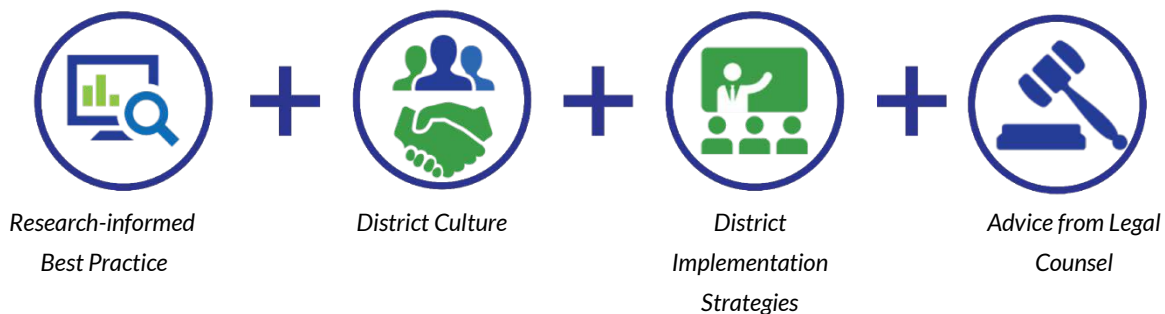 Research-informed
Best Practice
District Culture
District
Implementation
Strategies
Advice from Legal
Counsel